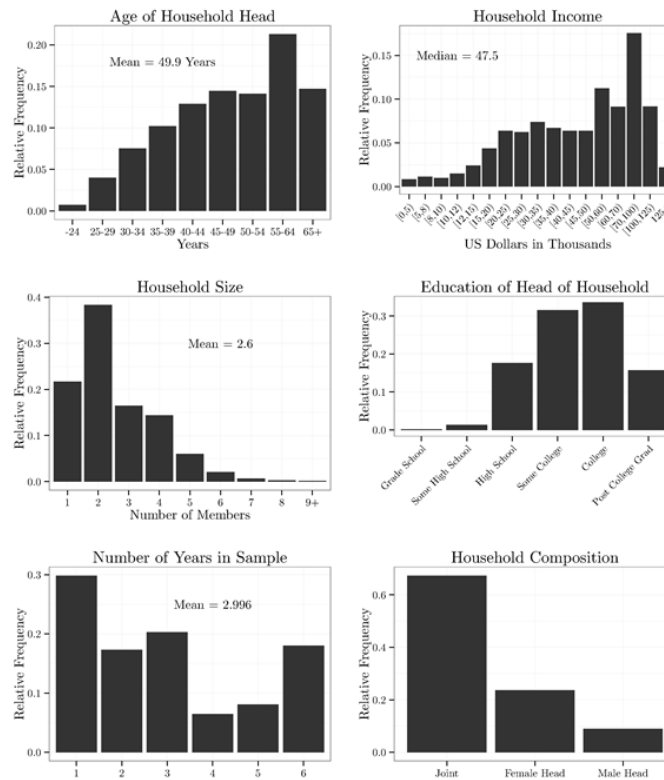 Age of Household Head
Relative Frequency
0.20
0.15
0.10
0.05
0.00
Mean = 49.9 Years
-24 25-29 30-34 35-39 40-44 45-49 50-54 55-64 65+
Years
Household Income
Relative Frequency
0.15
0.10
0.05
0.00
Median = 47.5
[0,5) [5,8) [8,10) [10,12) [12,15) [15,20) [20,25) [25,30) [30,35) [35,40) [40,45) [45,50) [50,60) [60,70) [70,100) [100,125) 125
US Dollars in Thousands
Household Size
Relative Frequency
0.4
0.3
0.2
0.1
0.0
Mean = 2.6
1 2 3 4 5 6 7 8 9+
Number of Members
Education of Head of Household
Relative Frequency
0.3
0.2
0.1
0.0
Grade School Some High School High School Some College College Post College Grad
Number of Years in Sample
Relative Frequency
0.3
0.2
0.1
0.0
Mean = 2.996
1 2 3 4 5 6
Household Composition
Relative Frequency
0.6
0.4
0.2
0.0
Joint Female Head Male Head